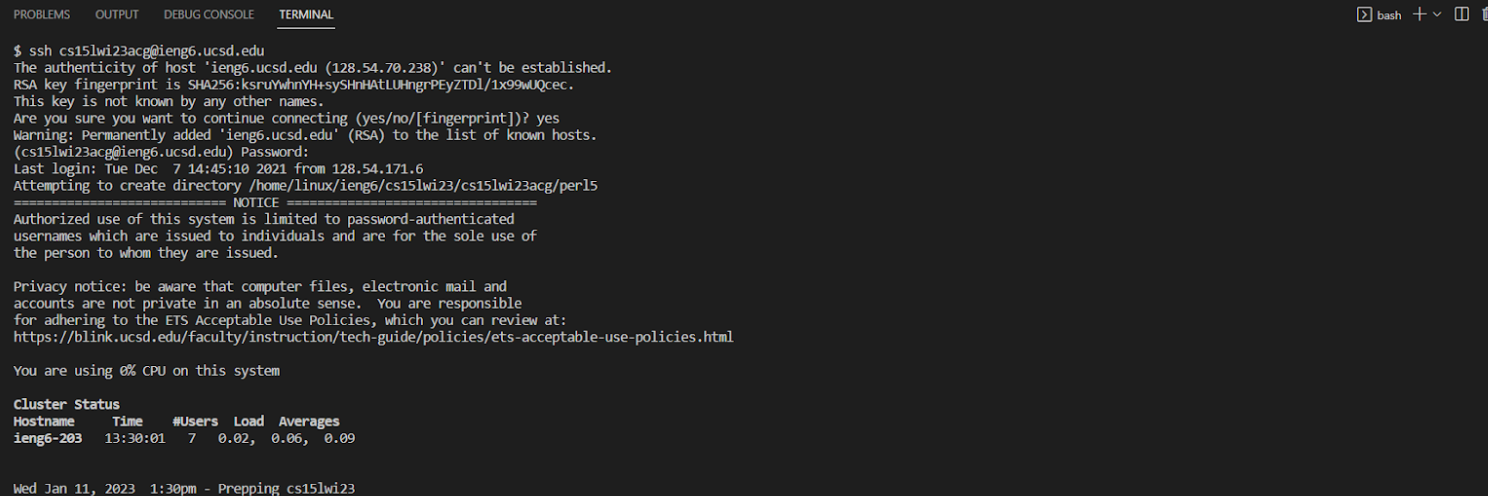 PROBLEMS OUTPUT DEBUG CONSOLE TERMINAL bash
$ ssh cs15lwi23acg@ieng6.ucsd.edu
The authenticity of host 'ieng6.ucsd.edu (128.54.70.238)' can't be established.
RSA key fingerprint is SHA256:ksruYwhnYH+sySHnHAtLUHngrPEyZTDl/1x99wUQcec.
This key is not known by any other names.
Are you sure you want to continue connecting (yes/no/[fingerprint])? yes
Warning: Permanently added 'ieng6.ucsd.edu' (RSA) to the list of known hosts.
(cs15lwi23acg@ieng6.ucsd.edu) Password:
Last login: Tue Dec  7 14:45:10 2021 from 128.54.171.6
Attempting to create directory /home/linux/ieng6/cs15lwi23/cs15lwi23acg/perl5
============================ NOTICE =================================
Authorized use of this system is limited to password-authenticated
usernames which are issued to individuals and are for the sole use of
the person to whom they are issued.
Privacy notice: be aware that computer files, electronic mail and
accounts are not private in an absolute sense.  You are responsible
for adhering to the ETS Acceptable Use Policies, which you can review at:
https://blink.ucsd.edu/faculty/instruction/tech-guide/policies/ets-acceptable-use-policies.html
You are using 0% CPU on this system
Cluster Status
Hostname     Time    #Users  Load  Averages
ieng6-203   13:30:01   7   0.02,  0.06,  0.09
Wed Jan 11, 2023  1:30pm - Prepping cs15lwi23